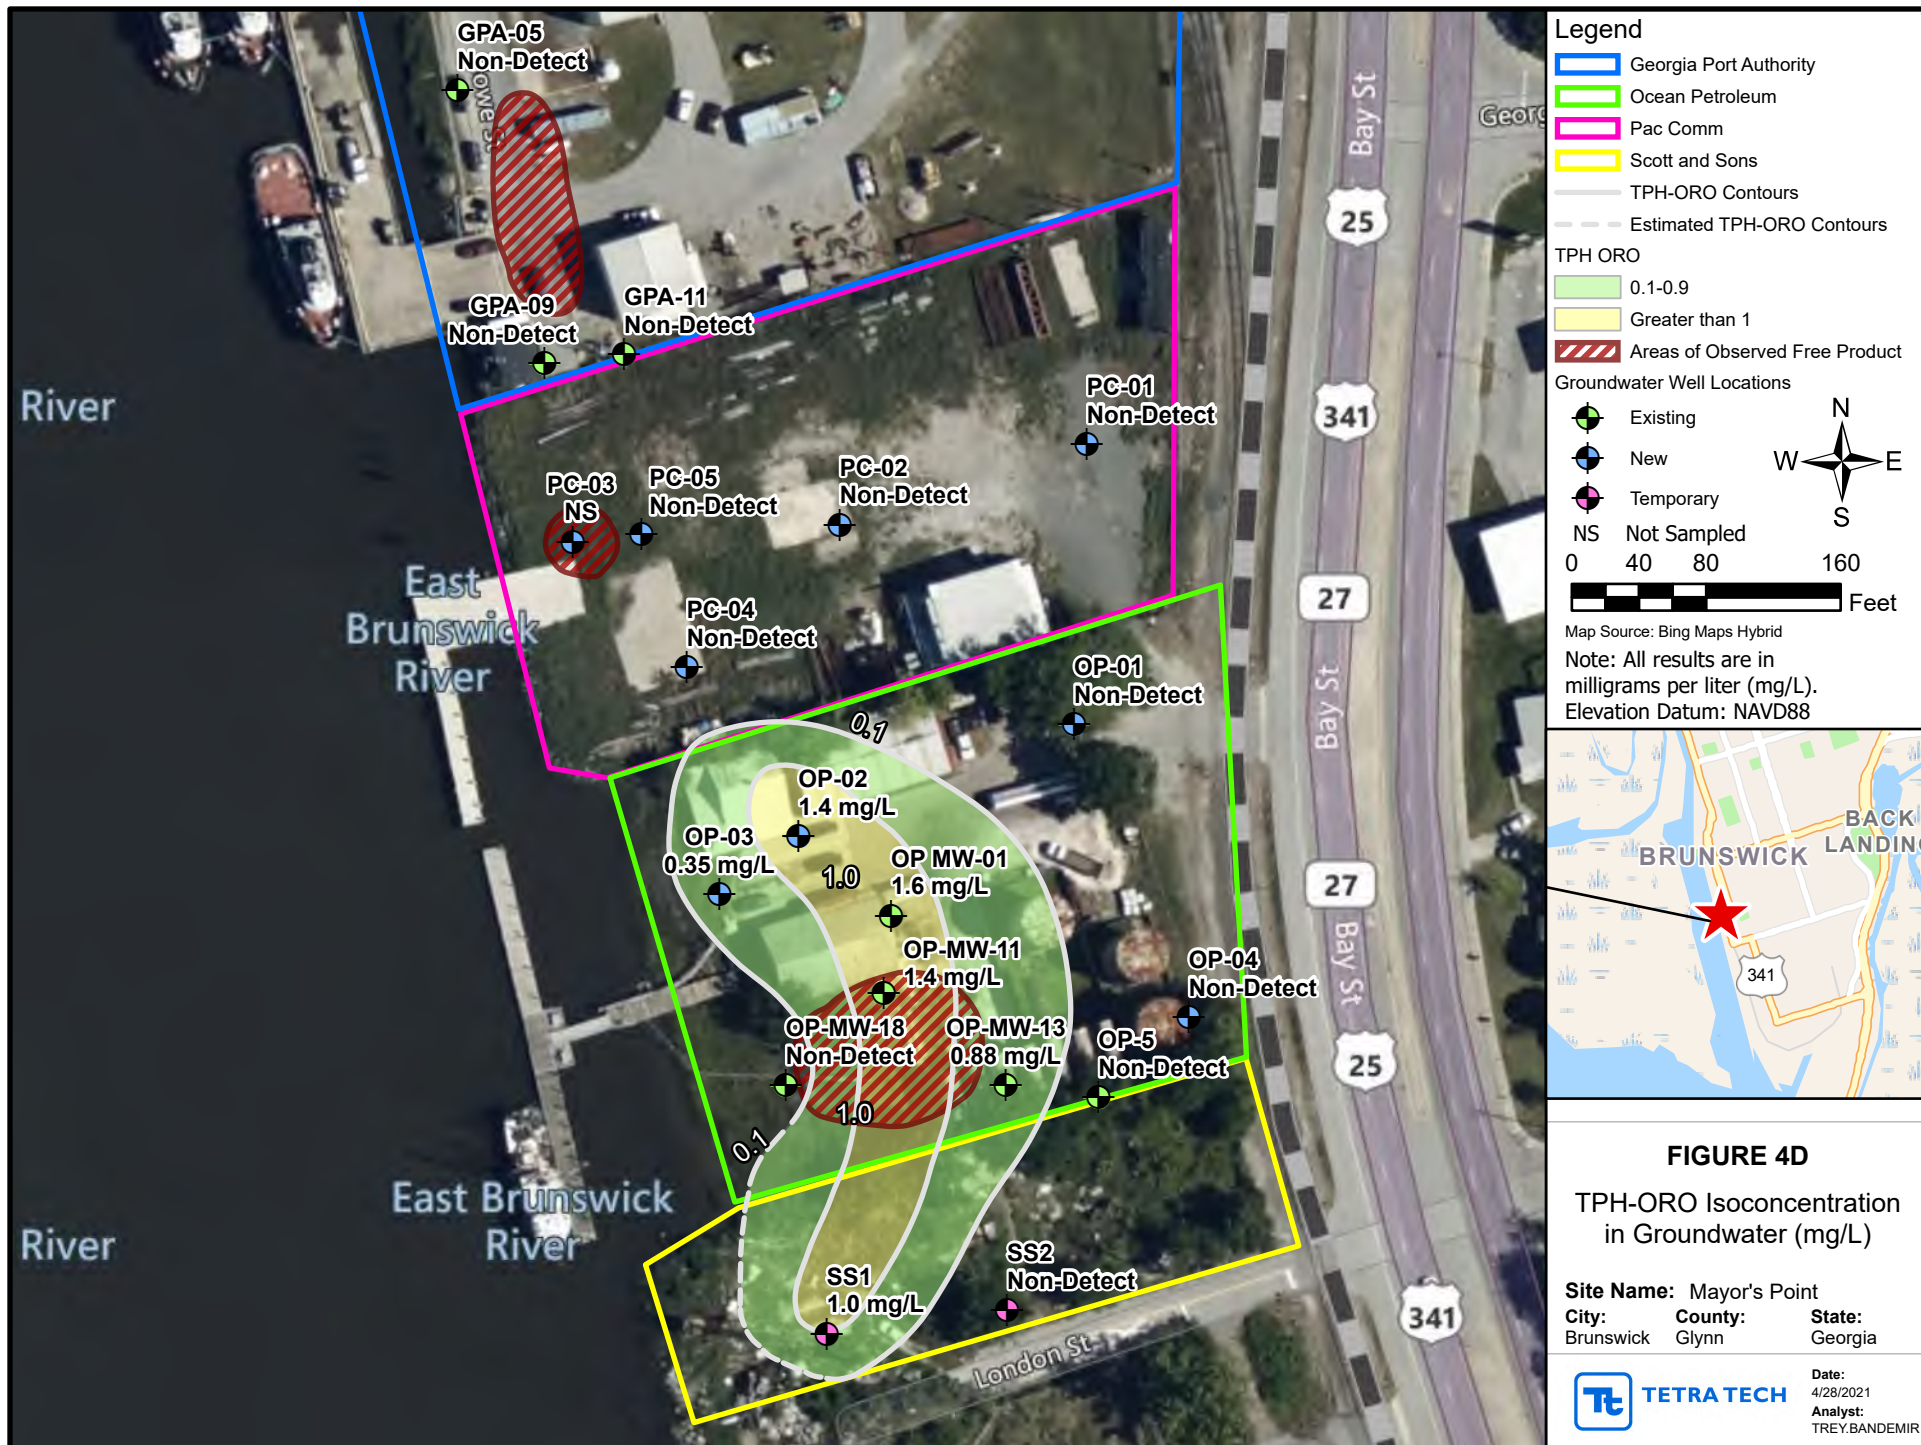 GPA-05
Non-Detect
GPA-09
Non-Detect
GPA-11
Non-Detect
PC-01
Non-Detect
PC-02
Non-Detect
PC-05
Non-Detect
PC-03
NS
PC-04
Non-Detect
OP-01
Non-Detect
0.1
OP-02
1.4 mg/L
OP-03
0.35 mg/L
1.0
OP MW-01
1.6 mg/L
OP-MW-11
1.4 mg/L
OP-04
Non-Detect
OP-MW-18
Non-Detect
OP-MW-13
0.88 mg/L
OP-5
Non-Detect
1.0
0.1
SS1
1.0 mg/L
SS2
Non-Detect
London St
River
East
Brunswick
River
East Brunswick
River
River
Bay St
25
341
27
Bay St
27
Bay St
25
341
Georg
Legend
Georgia Port Authority
Ocean Petroleum
Pac Comm
Scott and Sons
TPH-ORO Contours
Estimated TPH-ORO Contours
TPH ORO
0.1-0.9
Greater than 1
Areas of Observed Free Product
Groundwater Well Locations
Existing
New
Temporary
NS Not Sampled
N
W E
S
0 40 80 160
Feet
Map Source: Bing Maps Hybrid
Note: All results are in
milligrams per liter (mg/L).
Elevation Datum: NAVD88
BACK
LANDING
BRUNSWICK
341
FIGURE 4D
TPH-ORO Isoconcentration
in Groundwater (mg/L)
Site Name: Mayor's Point
City: County: State:
Brunswick Glynn Georgia
Tt TETRA TECH
Date:
4/28/2021
Analyst:
TREY.BANDEMIR